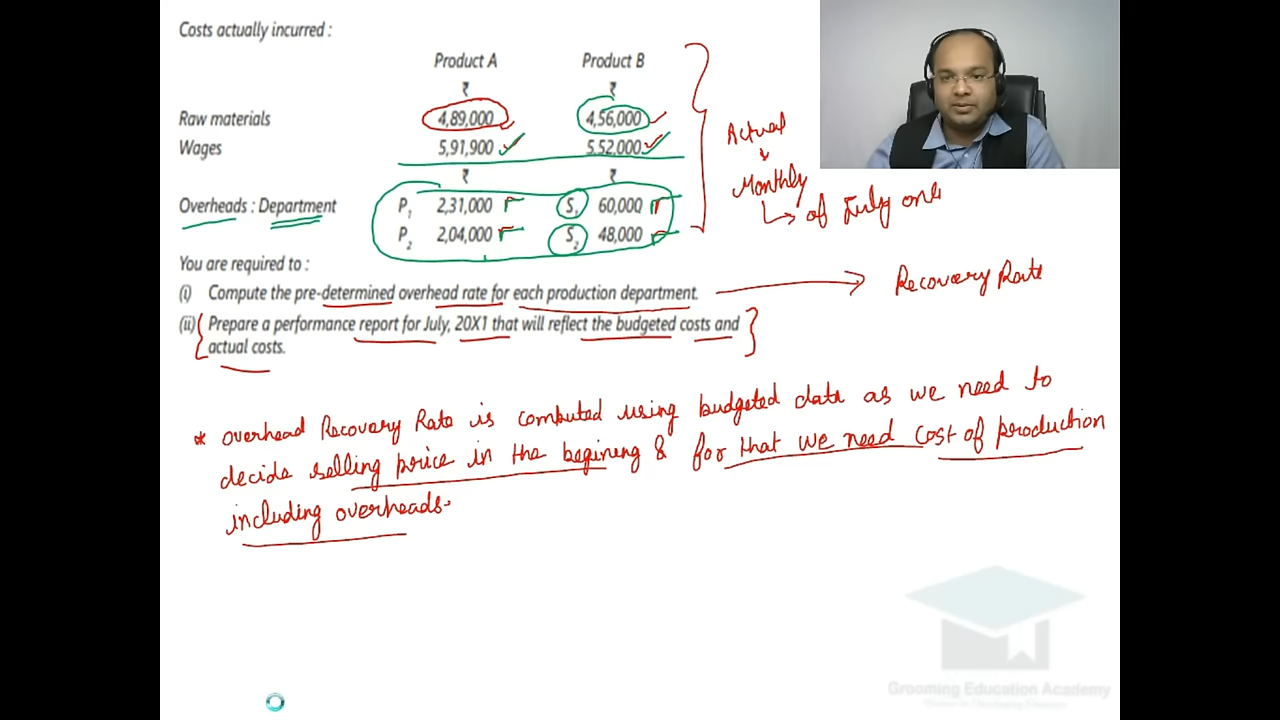 Costs actually incurred :
Product A Product B
₹ ₹
Raw materials 4,89,000 4,56,000
Wages 5,91,900 5,52,000
₹ ₹
Overheads : Department P₁ 2,31,000 S₁ 60,000
P₂ 2,04,000 S₂ 48,000
Actual
Monthly
of July only
You are required to :
(i) Compute the pre-determined overhead rate for each production department.
Recovery Rate
(ii) Prepare a performance report for July, 20X1 that will reflect the budgeted costs and
actual costs.
* overhead Recovery Rate is computed using budgeted data as we need to
decide selling price in the begining & for that we need cost of production
including overheads.
Grooming Education Academy